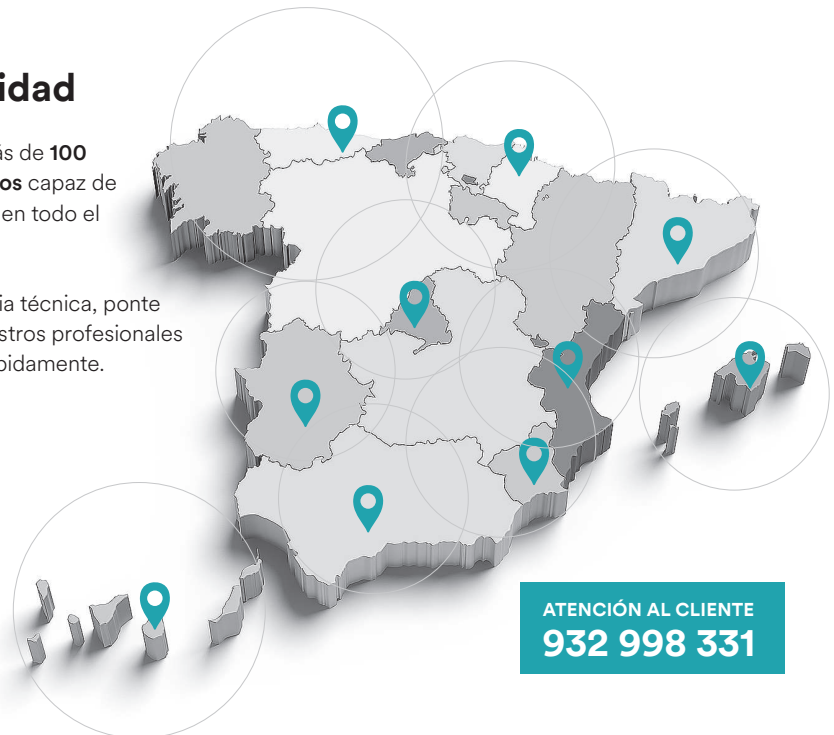 idad
ás de 100
os capaz de
en todo el
ia técnica, ponte
stros profesionales
pidamente.
ATENCIÓN AL CLIENTE
932 998 331